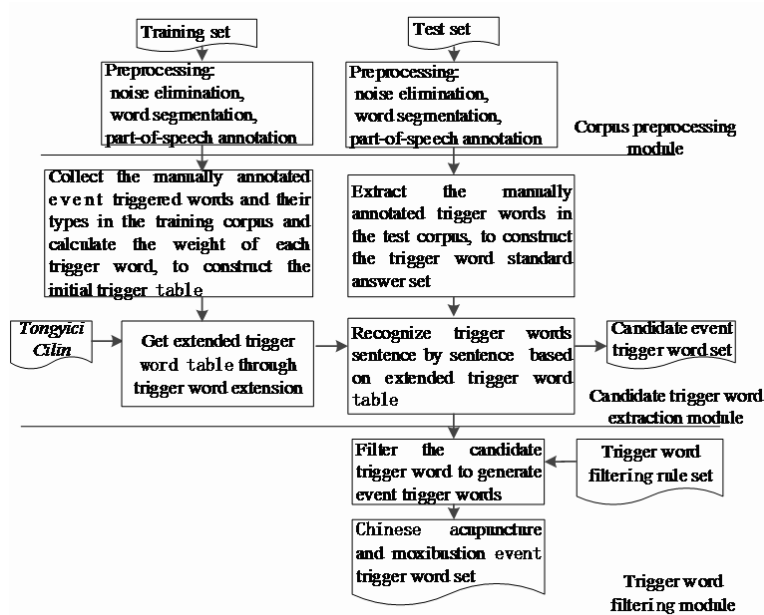 Training set
Test set
Preprocessing:
noise elimination,
word segmentation,
part-of-speech annotation
Preprocessing:
noise elimination,
word segmentation,
part-of-speech annotation
Corpus preprocessing
module
Collect the manually annotated
event triggered words and their
types in the training corpus and
calculate the weight of each
trigger word, to construct the
initial trigger table
Extract the manually
annotated trigger words in
the test corpus, to construct
the trigger word standard
answer set
Tongyici
Cilin
Get extended trigger
word table through
trigger word extension
Recognize trigger words
sentence by sentence based
on extended trigger word
table
Candidate event
trigger word set
Candidate trigger word
extraction module
Filter the candidate
trigger word to generate
event trigger words
Trigger word
filtering rule set
Chinese acupuncture
and moxibustion event
trigger word set
Trigger word
filtering module